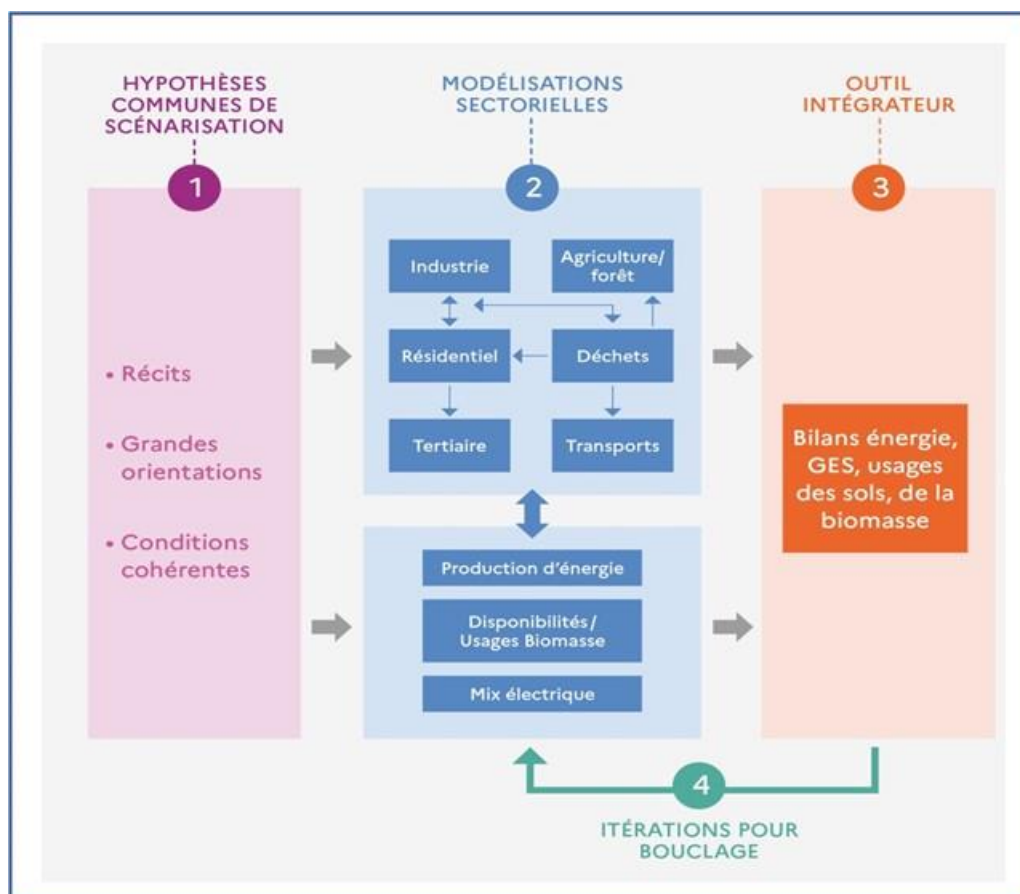 HYPOTHÈSES
COMMUNES DE
SCÉNARISATION
1
• Récits
• Grandes
orientations
• Conditions
cohérentes
MODÉLISATIONS
SECTORIELLES
2
Industrie
Agriculture/
forêt
Résidentiel
Déchets
Tertiaire
Transports
Production d'énergie
Disponibilités/
Usages Biomasse
Mix électrique
OUTIL
INTÉGRATEUR
3
Bilans énergie,
GES, usages
des sols, de la
biomasse
4
ITÉRATIONS POUR
BOUCLAGE